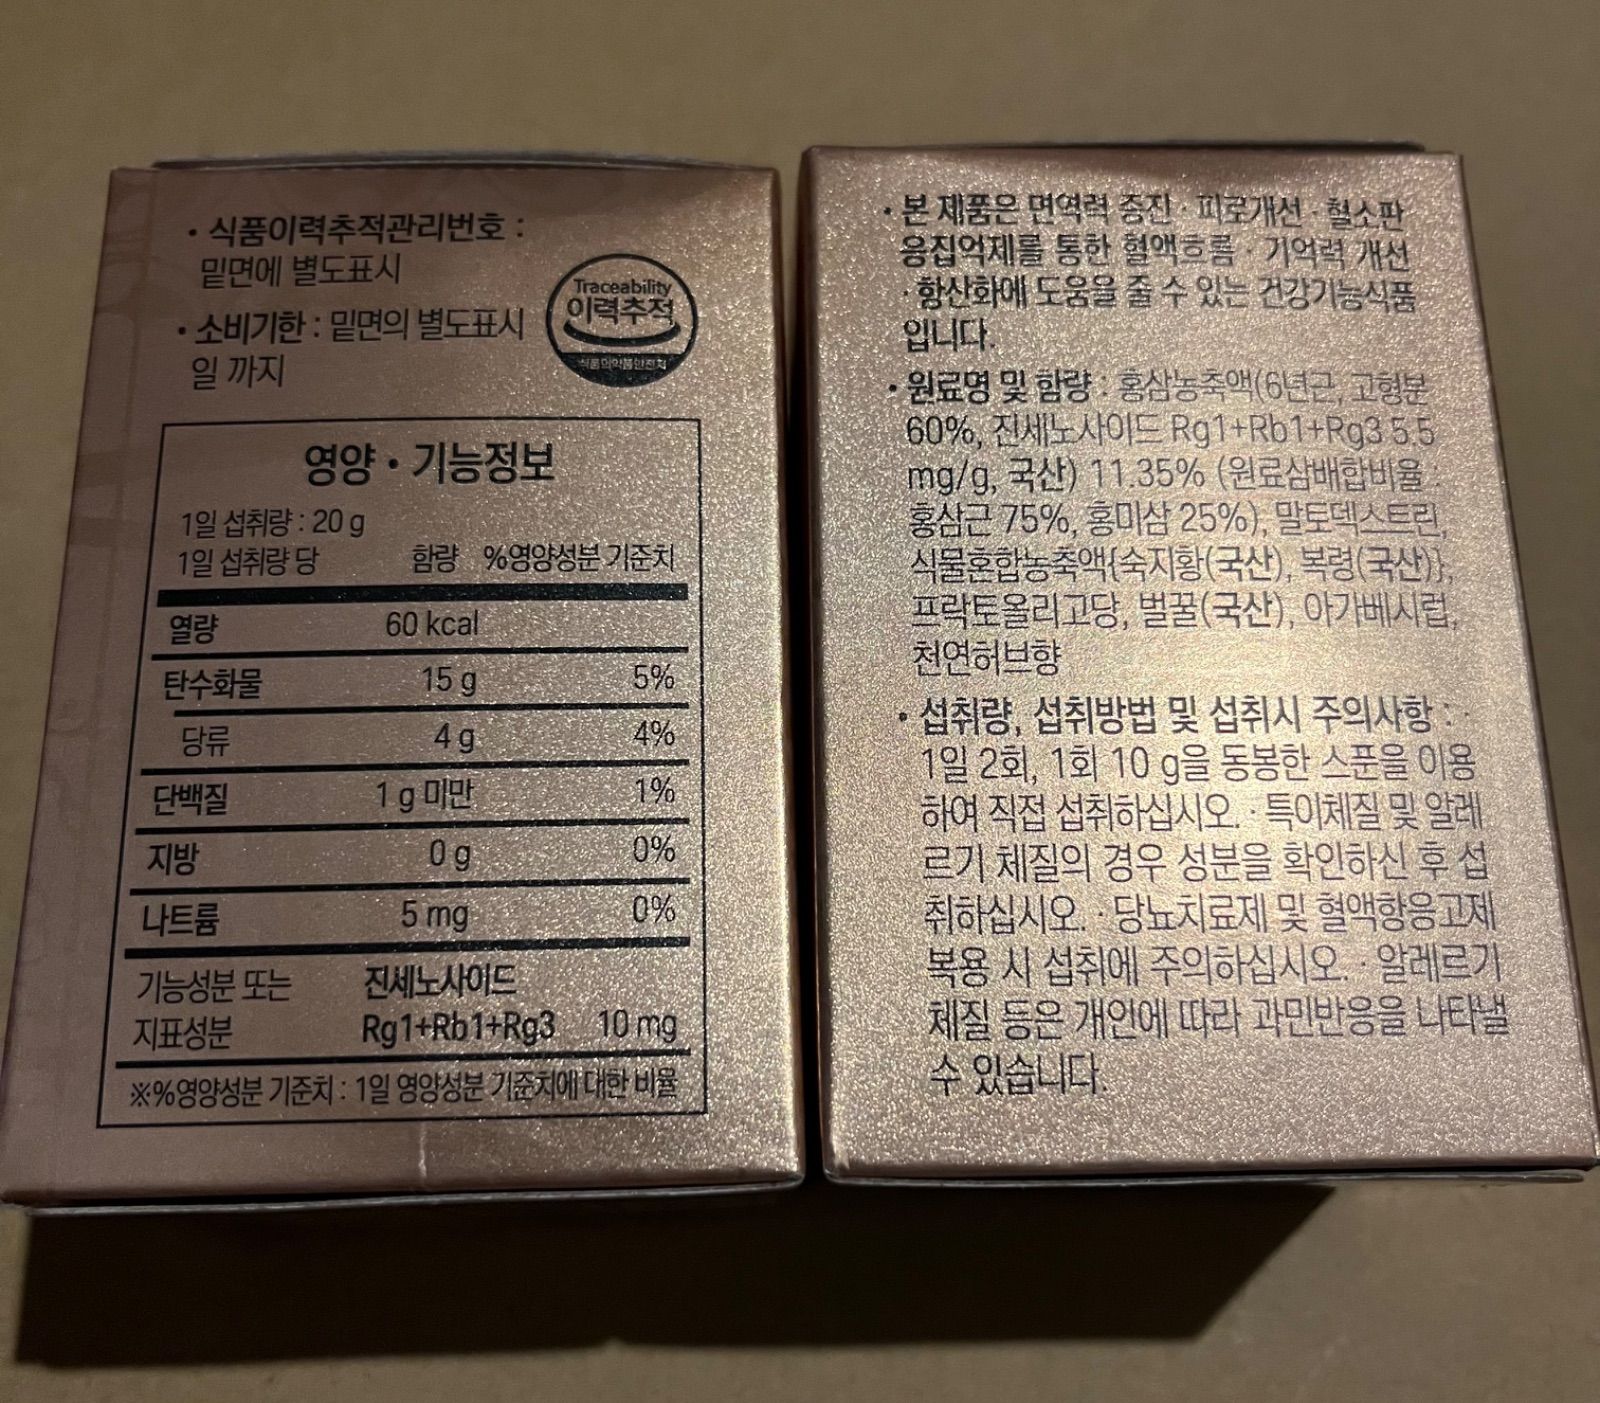 • 식품이력추적관리번호 :
밑면에 별도표시
• 소비기한 : 밑면의 별도표시
일 까지
Traceability
이력추적
식품의약품안전처
영양 • 기능정보
1일 섭취량 : 20 g
1일 섭취량 당 함량 %영양성분 기준치
열량 60 kcal
탄수화물 15 g 5%
당류 4 g 4%
단백질 1 g 미만 1%
지방 0 g 0%
나트륨 5 mg 0%
기능성분 또는 진세노사이드
지표성분 Rg1+Rb1+Rg3 10 mg
※%영양성분 기준치 : 1일 영양성분 기준치에 대한 비율
• 본 제품은 면역력 증진 · 피로개선 · 혈소판
응집억제를 통한 혈액흐름 · 기억력 개선
· 항산화에 도움을 줄 수 있는 건강기능식품
입니다.
• 원료명 및 함량 : 홍삼농축액(6년근, 고형분
60%, 진세노사이드 Rg1+Rb1+Rg3 5.5
mg/g, 국산) 11.35% (원료삼배합비율 :
홍삼근 75%, 홍미삼 25%), 말토덱스트린,
식물혼합농축액{숙지황(국산), 복령(국산)},
프락토올리고당, 벌꿀(국산), 아가베시럽,
천연허브향
• 섭취량, 섭취방법 및 섭취시 주의사항 : ·
1일 2회, 1회 10 g을 동봉한 스푼을 이용
하여 직접 섭취하십시오. · 특이체질 및 알레
르기 체질의 경우 성분을 확인하신 후 섭
취하십시오. · 당뇨치료제 및 혈액항응고제
복용 시 섭취에 주의하십시오. · 알레르기
체질 등은 개인에 따라 과민반응을 나타낼
수 있습니다.